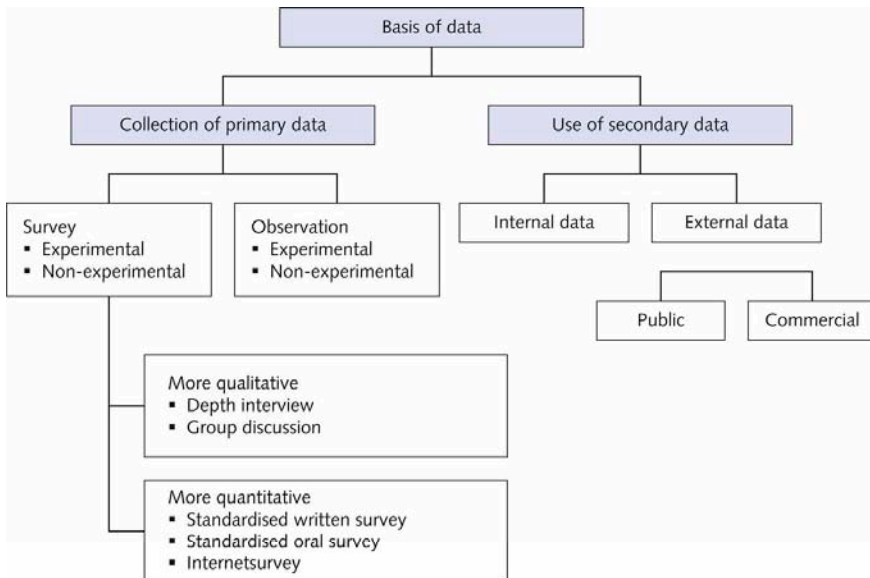 Basis of data
Collection of primary data
Use of secondary data
Survey
▪ Experimental
▪ Non-experimental
Observation
▪ Experimental
▪ Non-experimental
Internal data
External data
Public
Commercial
More qualitative
▪ Depth interview
▪ Group discussion
More quantitative
▪ Standardised written survey
▪ Standardised oral survey
▪ Internetsurvey